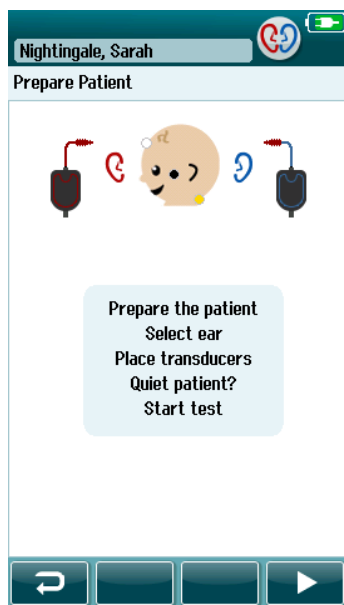 Nightingale, Sarah
Prepare Patient
Prepare the patient
Select ear
Place transducers
Quiet patient?
Start test